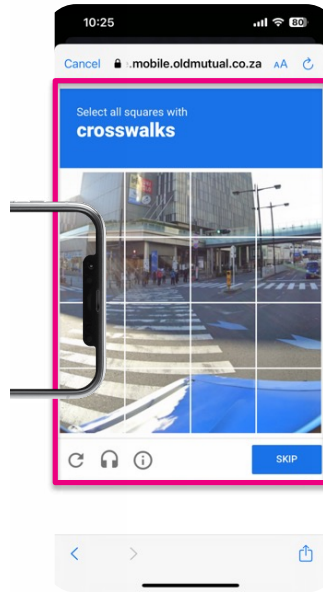 10:25
80
Cancel .mobile.oldmutual.co.za AA
Select all squares with
crosswalks
SKIP